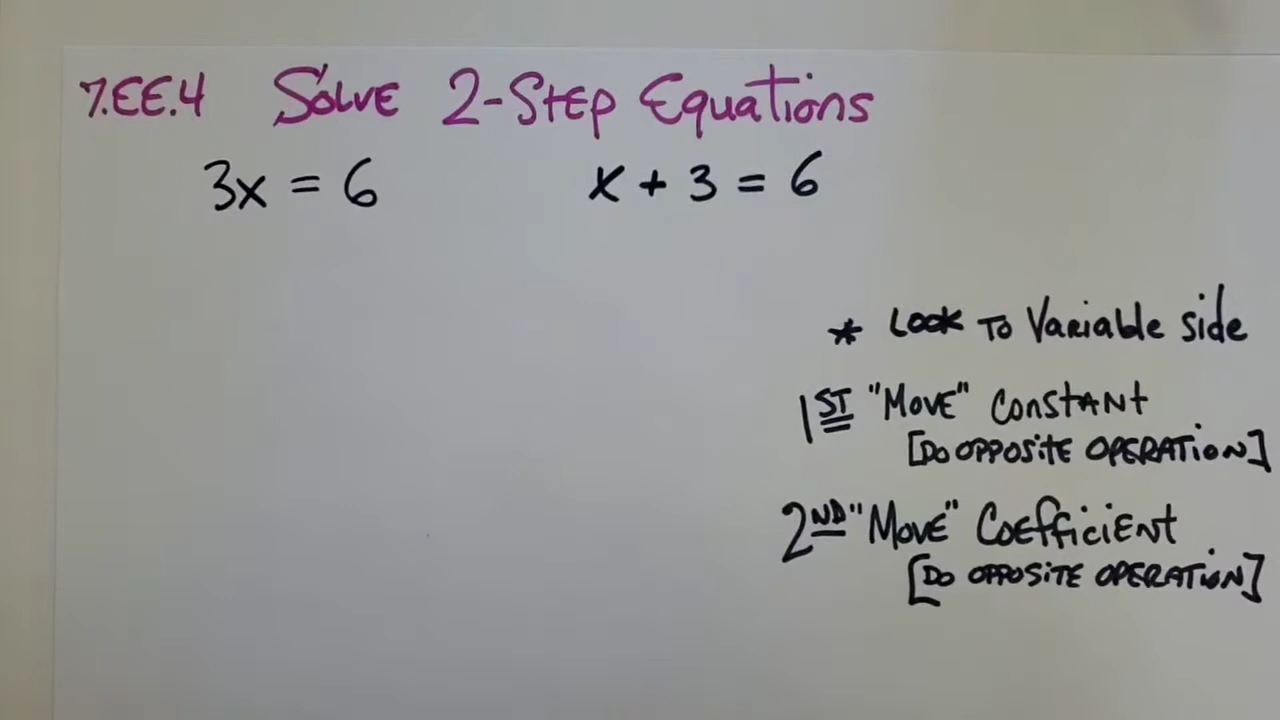 7.EE.4 Solve 2-Step Equations
3x = 6
x + 3 = 6
* Look To Variable side
1ST "Move" Constant
[Do OPPOSITE OPERATION]
2ND "Move" Coefficient
[Do OPPOSITE OPERATION]